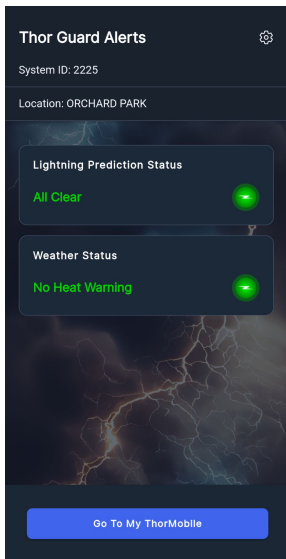 Thor Guard Alerts
System ID: 2225
Location: ORCHARD PARK
Lightning Prediction Status
All Clear
Weather Status
No Heat Warning
Go To My ThorMobile